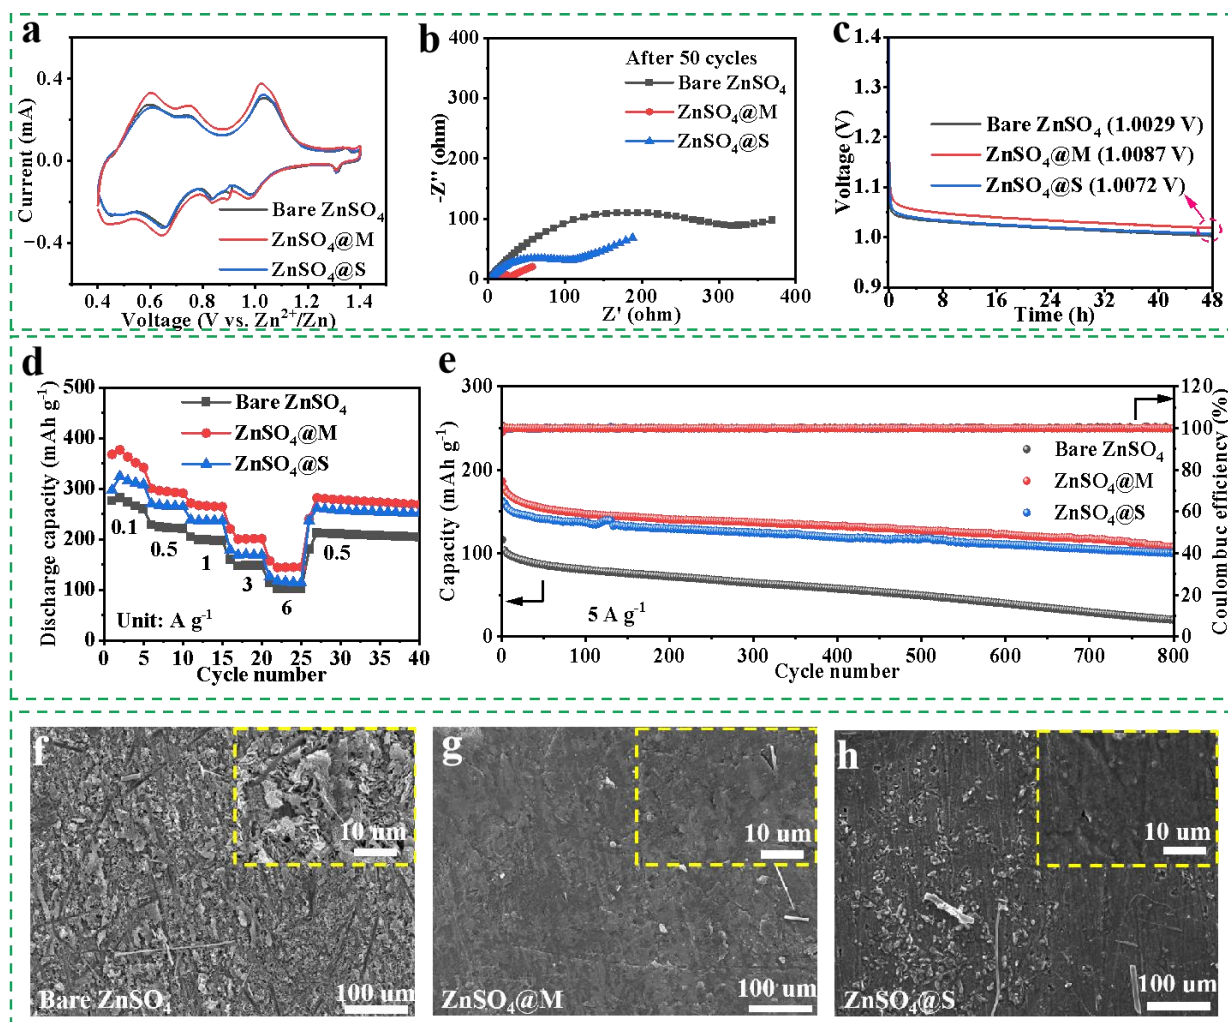 a
Current (mA)
0.4
0.0
−0.4
Bare ZnSO₄
ZnSO₄@M
ZnSO₄@S
0.4 0.6 0.8 1.0 1.2 1.4
Voltage (V vs. Zn²⁺/Zn)
b
-Z'' (ohm)
400
300
200
100
0
After 50 cycles
Bare ZnSO₄
ZnSO₄@M
ZnSO₄@S
0 100 200 300 400
Z' (ohm)
c
Voltage (V)
1.4
1.3
1.2
1.1
1.0
0.9
Bare ZnSO₄ (1.0029 V)
ZnSO₄@M (1.0087 V)
ZnSO₄@S (1.0072 V)
0 8 16 24 32 40 48
Time (h)
d
Discharge capacity (mAh g⁻¹)
500
400
300
200
100
0
Bare ZnSO₄
ZnSO₄@M
ZnSO₄@S
0.1
0.5
1
3
6
0.5
Unit: A g⁻¹
0 5 10 15 20 25 30 35 40
Cycle number
e
Capacity (mAh g⁻¹)
300
250
200
150
100
50
0
Bare ZnSO₄
ZnSO₄@M
ZnSO₄@S
5 A g⁻¹
120
100
80
60
40
20
0
Coulombuc efficiency (%)
0 100 200 300 400 500 600 700 800
Cycle number
f
10 um
Bare ZnSO₄
100 um
g
10 um
ZnSO₄@M
100 um
h
10 um
ZnSO₄@S
100 um